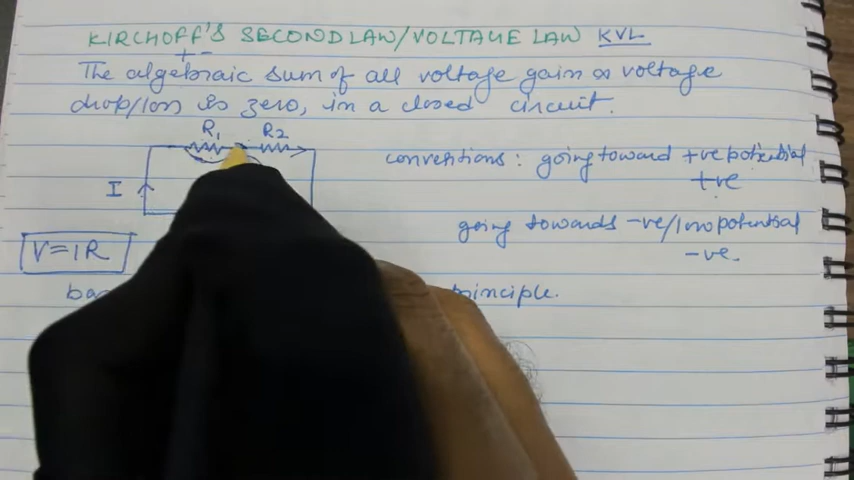 KIRCHOFF'S SECOND LAW/VOLTAGE LAW KVL
+ -
The algebraic sum of all voltage gain or voltage
drop/loss is zero, in a closed circuit.
R1 R2
conventions: going toward +ve potential
+ve
I
going towards -ve/low potential
-ve.
V=IR
principle.